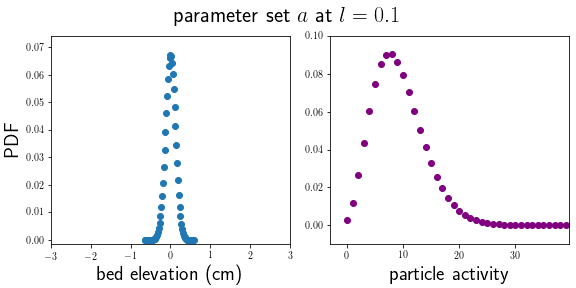 parameter set a at l = 0.1
PDF
0.07
0.06
0.05
0.04
0.03
0.02
0.01
0.00
−3 −2 −1 0 1 2 3
bed elevation (cm)
0.10
0.08
0.06
0.04
0.02
0.00
0 10 20 30
particle activity